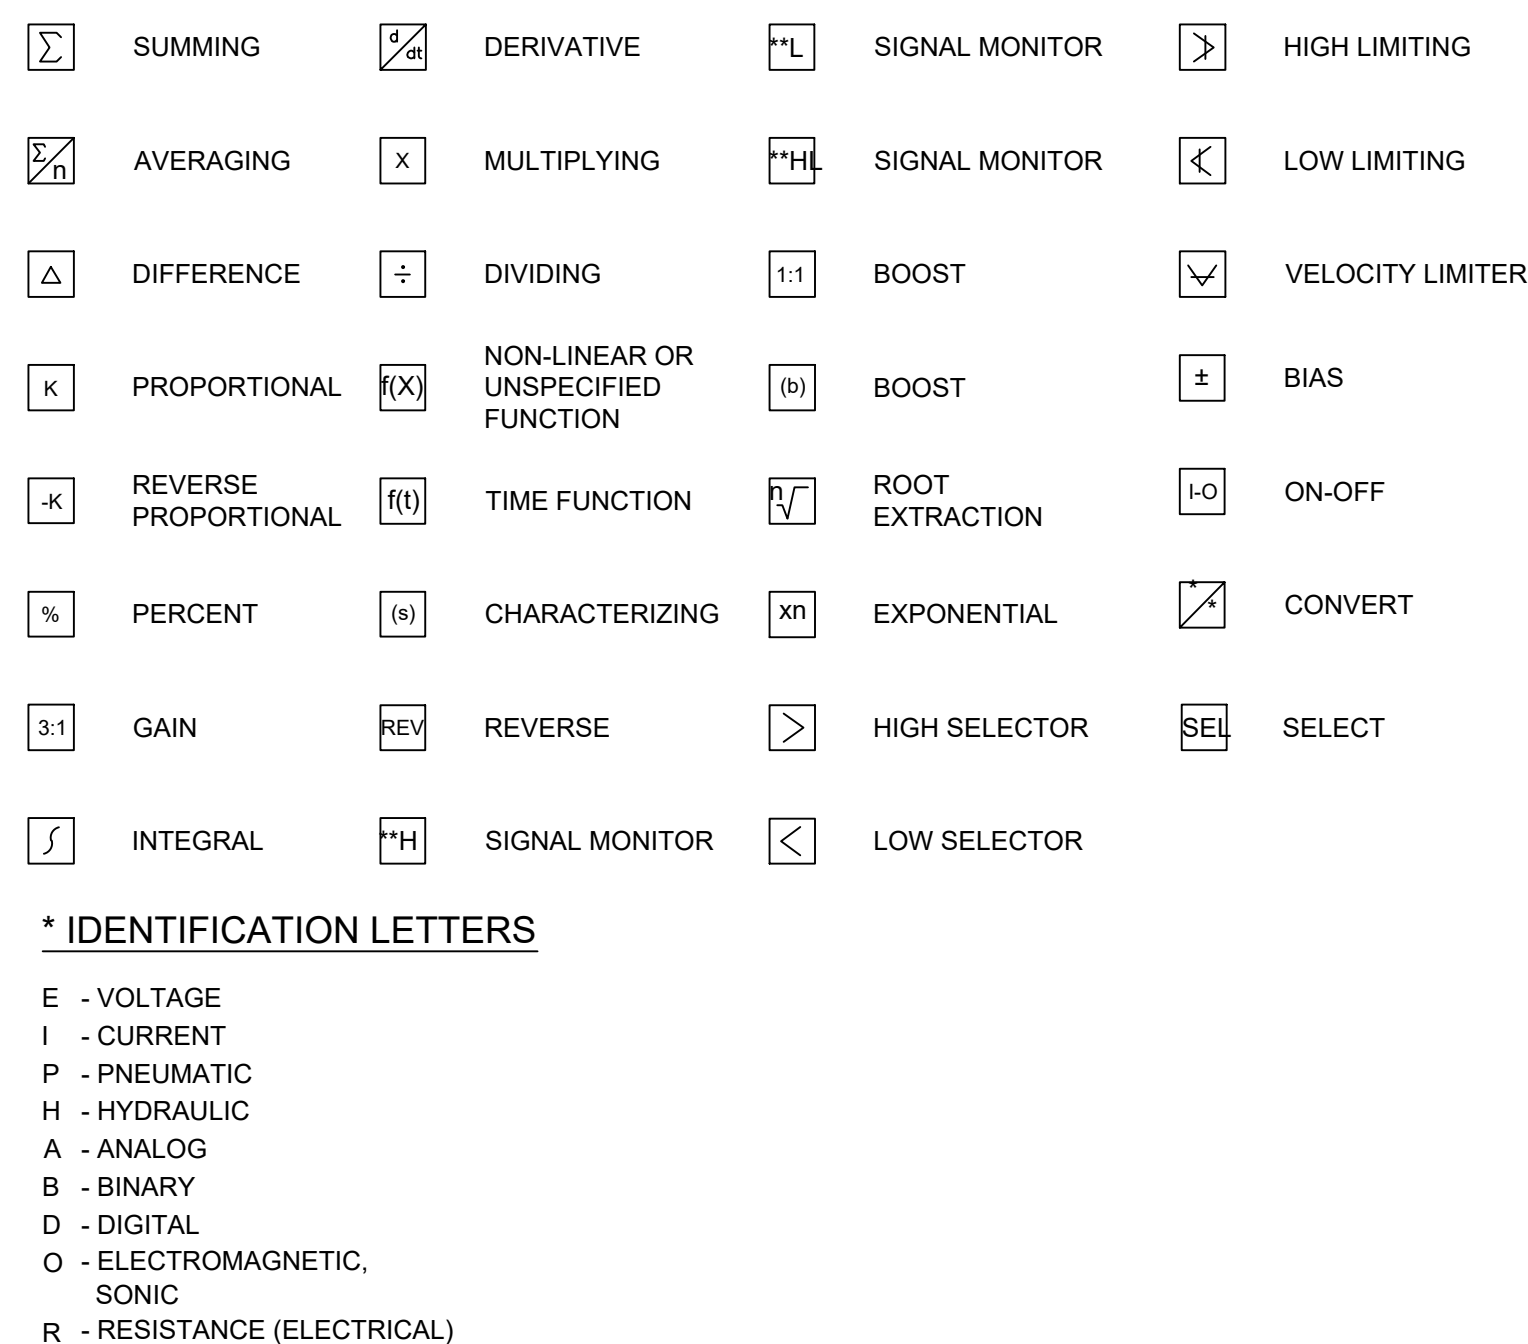 Σ SUMMING d/dt DERIVATIVE **L SIGNAL MONITOR HIGH LIMITING
Σ/n AVERAGING X MULTIPLYING **HL SIGNAL MONITOR LOW LIMITING
△ DIFFERENCE ÷ DIVIDING 1:1 BOOST VELOCITY LIMITER
K PROPORTIONAL f(X) NON-LINEAR OR
UNSPECIFIED
FUNCTION
(b) BOOST ± BIAS
-K REVERSE
PROPORTIONAL
f(t) TIME FUNCTION n√ ROOT
EXTRACTION
I-O ON-OFF
% PERCENT (s) CHARACTERIZING xn EXPONENTIAL */* CONVERT
3:1 GAIN REV REVERSE > HIGH SELECTOR SEL SELECT
∫ INTEGRAL **H SIGNAL MONITOR < LOW SELECTOR
* IDENTIFICATION LETTERS
E - VOLTAGE
I - CURRENT
P - PNEUMATIC
H - HYDRAULIC
A - ANALOG
B - BINARY
D - DIGITAL
O - ELECTROMAGNETIC,
SONIC
R - RESISTANCE (ELECTRICAL)